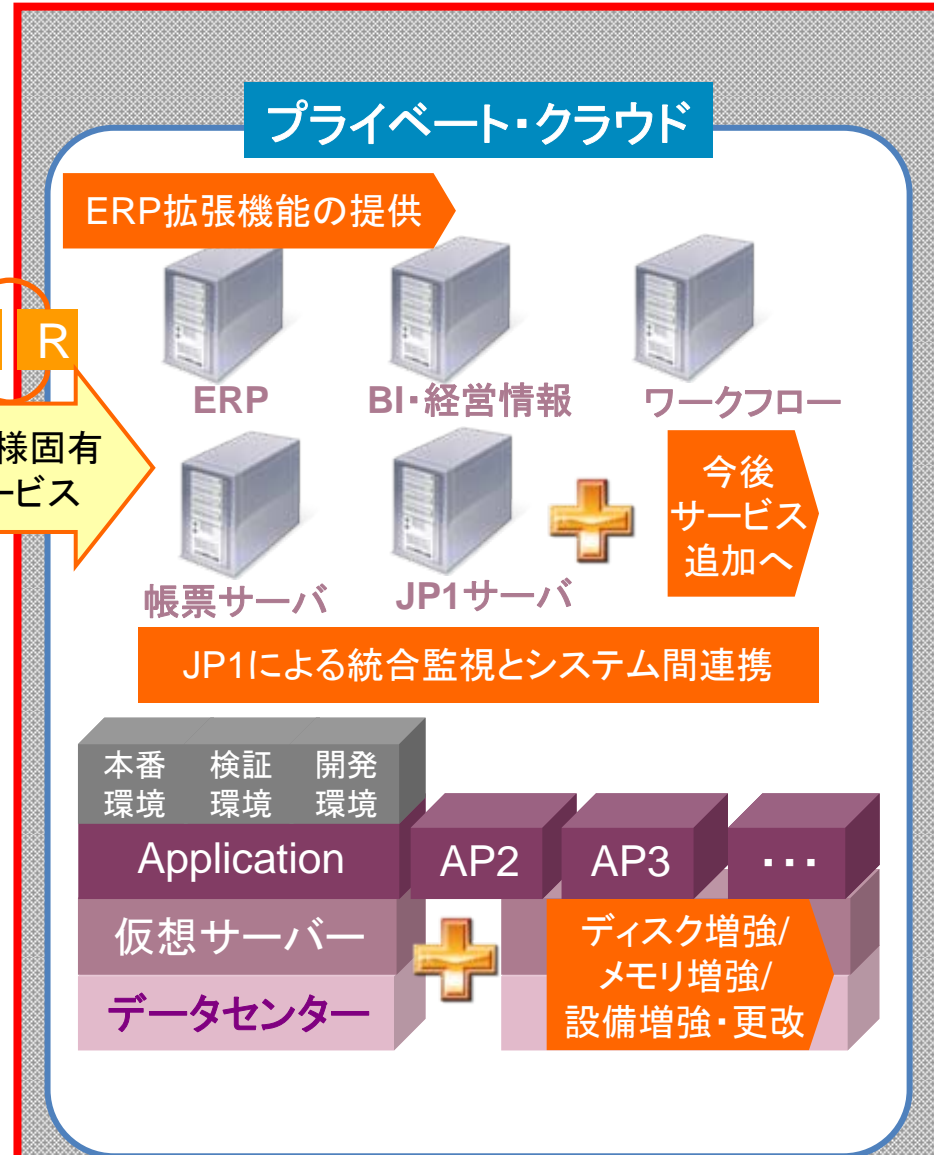 プライベート・クラウド
ERP拡張機能の提供
R
ERP
BI・経営情報
ワークフロー
様固有
ービス
今後
サービス
追加へ
帳票サーバ
JP1サーバ
JP1による統合監視とシステム間連携
本番
環境
検証
環境
開発
環境
Application
AP2
AP3
・・・
仮想サーバー
ディスク増強/
メモリ増強/
設備増強・更改
データセンター